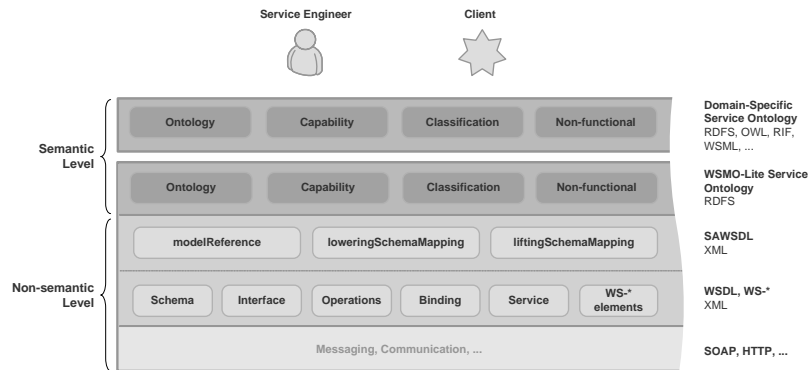 Service Engineer
Client
Semantic
Level
Ontology
Capability
Classification
Non-functional
Domain-Specific
Service Ontology
RDFS, OWL, RIF,
WSML, ...
Ontology
Capability
Classification
Non-functional
WSMO-Lite Service
Ontology
RDFS
Non-semantic
Level
modelReference
loweringSchemaMapping
liftingSchemaMapping
SAWSDL
XML
Schema
Interface
Operations
Binding
Service
WS-*
elements
WSDL, WS-*
XML
Messaging, Communication, ...
SOAP, HTTP, ...